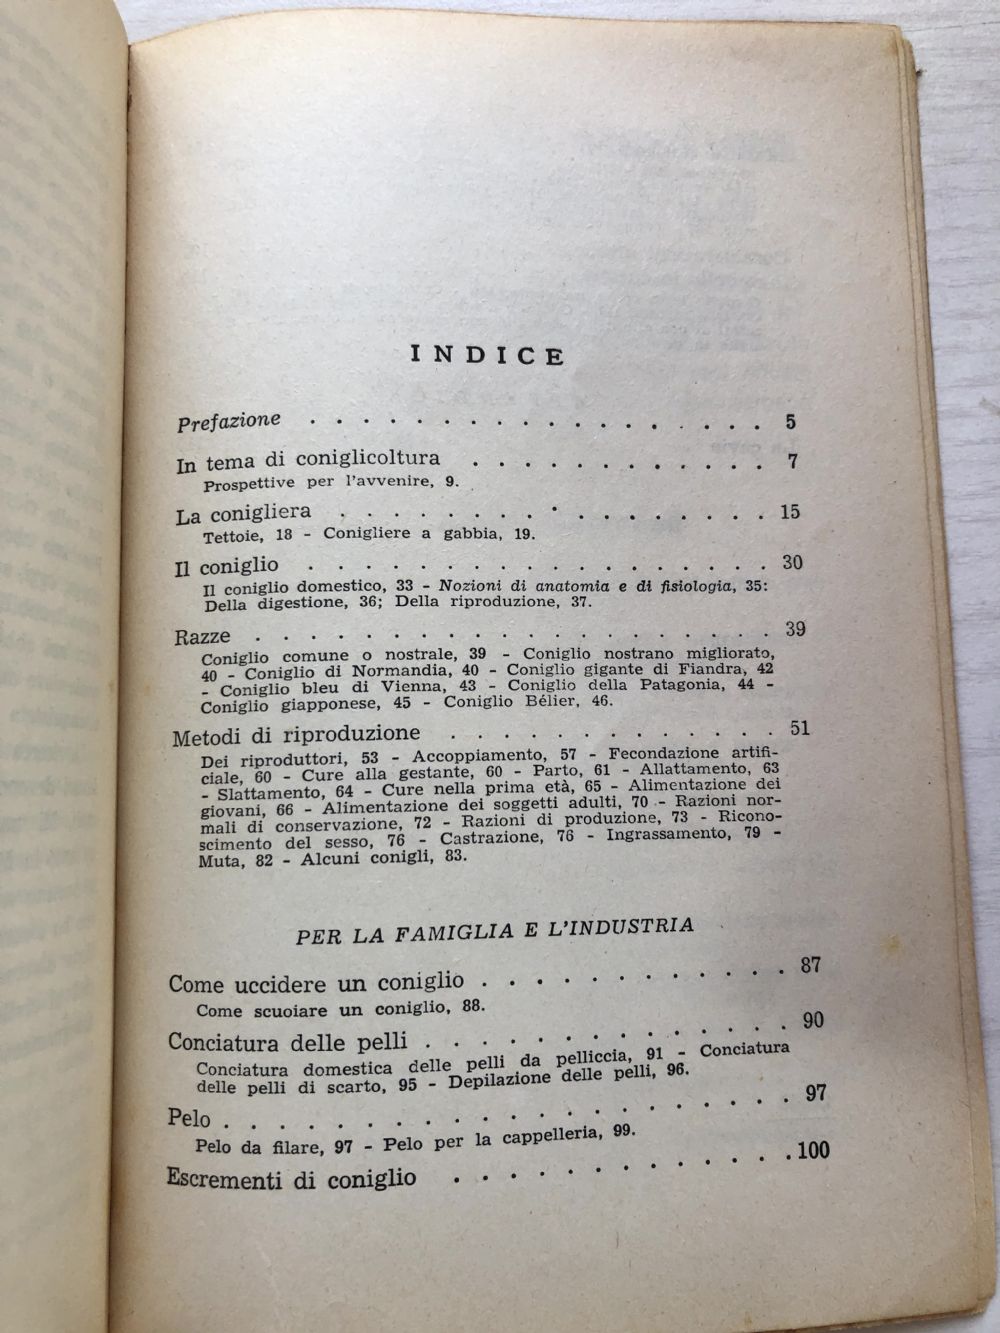 INDICE
Prefazione . . . . . . . . . . . . . . . . . . 5
In tema di coniglicoltura . . . . . . . . . . . . 7
Prospettive per l'avvenire, 9.
La conigliera . . . . . . . . . . . . . . . . . 15
Tettoie, 18 - Conigliere a gabbia, 19.
Il coniglio . . . . . . . . . . . . . . . . . . 30
Il coniglio domestico, 33 - Nozioni di anatomia e di fisiologia, 35:
Della digestione, 36; Della riproduzione, 37.
Razze . . . . . . . . . . . . . . . . . . . . 39
Coniglio comune o nostrale, 39 - Coniglio nostrano migliorato,
40 - Coniglio di Normandia, 40 - Coniglio gigante di Fiandra, 42
- Coniglio bleu di Vienna, 43 - Coniglio della Patagonia, 44 -
Coniglio giapponese, 45 - Coniglio Bélier, 46.
Metodi di riproduzione . . . . . . . . . . . . . 51
Dei riproduttori, 53 - Accoppiamento, 57 - Fecondazione artifi-
ciale, 60 - Cure alla gestante, 60 - Parto, 61 - Allattamento, 63
- Slattamento, 64 - Cure nella prima età, 65 - Alimentazione dei
giovani, 66 - Alimentazione dei soggetti adulti, 70 - Razioni nor-
mali di conservazione, 72 - Razioni di produzione, 73 - Ricono-
scimento del sesso, 76 - Castrazione, 76 - Ingrassamento, 79 -
Muta, 82 - Alcuni conigli, 83.
PER LA FAMIGLIA E L'INDUSTRIA
Come uccidere un coniglio . . . . . . . . . . . . 87
Come scuoiare un coniglio, 88.
Conciatura delle pelli . . . . . . . . . . . . . . 90
Conciatura domestica delle pelli da pelliccia, 91 - Conciatura
delle pelli di scarto, 95 - Depilazione delle pelli, 96.
Pelo . . . . . . . . . . . . . . . . . . . . . 97
Pelo da filare, 97 - Pelo per la cappelleria, 99.
Escrementi di coniglio . . . . . . . . . . . . . 100